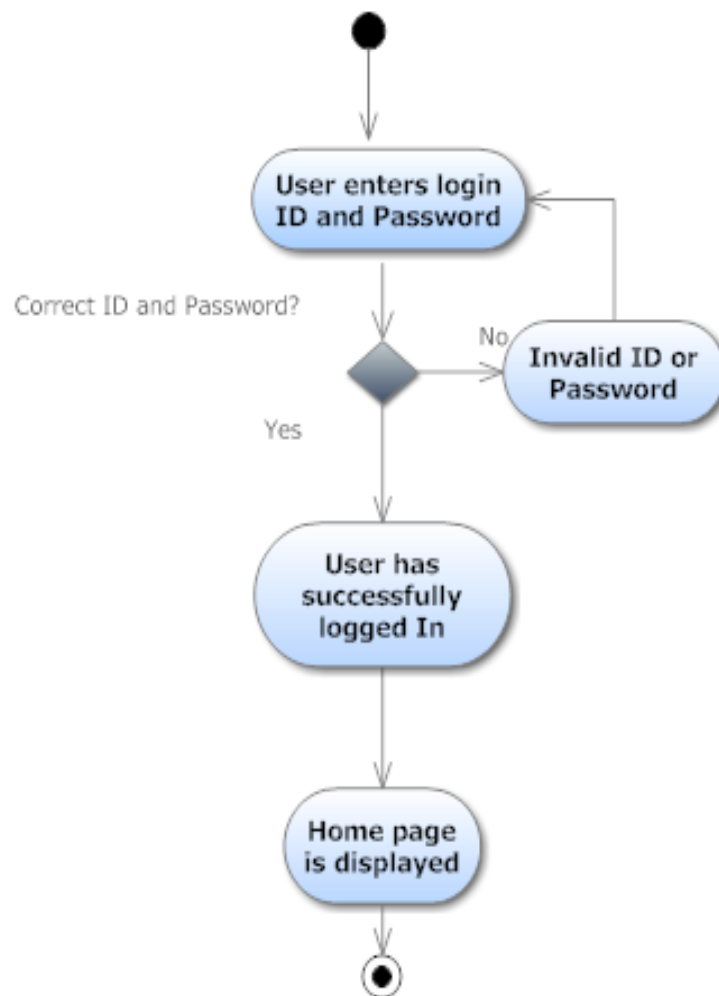 User enters login
ID and Password
Correct ID and Password?
No
Invalid ID or
Password
Yes
User has
successfully
logged In
Home page
is displayed